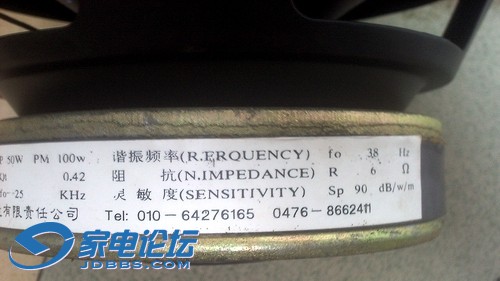 P 50W PM 100w 谐振频率(R.ERQUENCY) fo 38 Hz
Qt 0.42 阻 抗(N.IMPEDANCE) R 6 Ω
fo-25 KHz 灵敏度(SENSITIVITY) Sp 90 dB/w/m
有限责任公司 Tel: 010-64276165 0476-8662411
家电论坛
JDBBS.COM